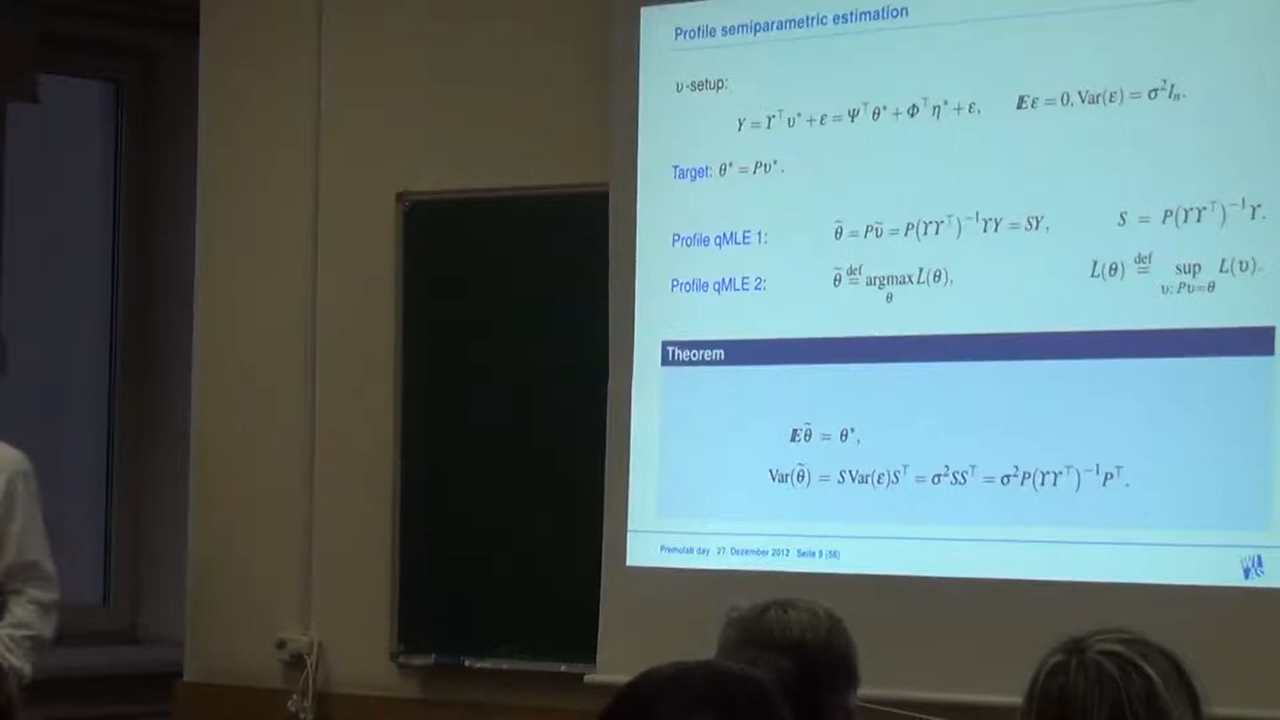 Profile semiparametric estimation
υ-setup:
Y = ϒ^⊤ υ* + ε = Ψ^⊤ θ* + Φ^⊤ η* + ε, 𝔼ε = 0, Var(ε) = σ²I_n.
Target: θ* = Pυ*.
Profile qMLE 1: θ̃ = Pυ̃ = P(ϒϒ^⊤)^{-1}ϒY = SY, S = P(ϒϒ^⊤)^{-1}ϒ.
Profile qMLE 2: θ̃ def= argmax_θ L̆(θ), L̆(θ) def= sup_{υ: Pυ=θ} L(υ).
Theorem
𝔼θ̃ = θ*,
Var(θ̃) = S Var(ε)S^⊤ = σ²SS^⊤ = σ²P(ϒϒ^⊤)^{-1}P^⊤.
Premolab day · 27. Dezember 2012 · Seite 9 (56)